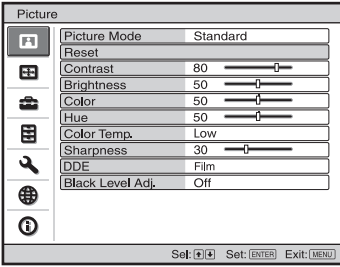 Picture
Picture Mode Standard
Reset
Contrast 80
Brightness 50
Color 50
Hue 50
Color Temp. Low
Sharpness 30
DDE Film
Black Level Adj. Off
Sel: Set: ENTER Exit: MENU